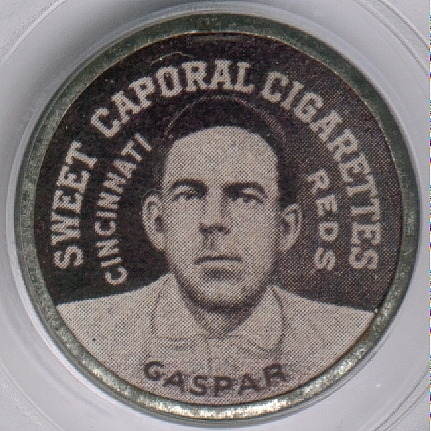 SWEET CAPORAL CIGARETTES
CINCINNATI
REDS
GASPAR